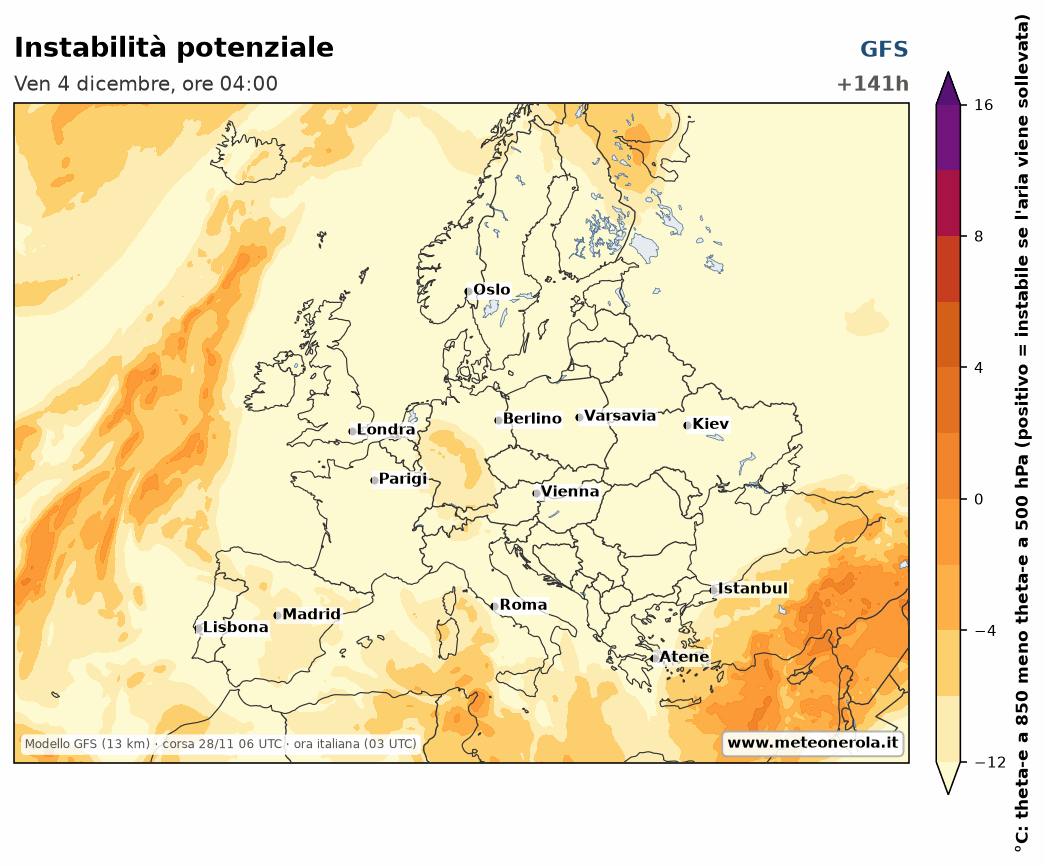 Instabilità potenziale
GFS
Ven 4 dicembre, ore 04:00
+141h
Oslo
Londra
Berlino
Varsavia
Kiev
Parigi
Vienna
Istanbul
Roma
Madrid
Lisbona
Atene
Modello GFS (13 km) · corsa 28/11 06 UTC · ora italiana (03 UTC)
www.meteonerola.it
16
8
4
0
−4
−12
°C: theta-e a 850 meno theta-e a 500 hPa (positivo = instabile se l'aria viene sollevata)